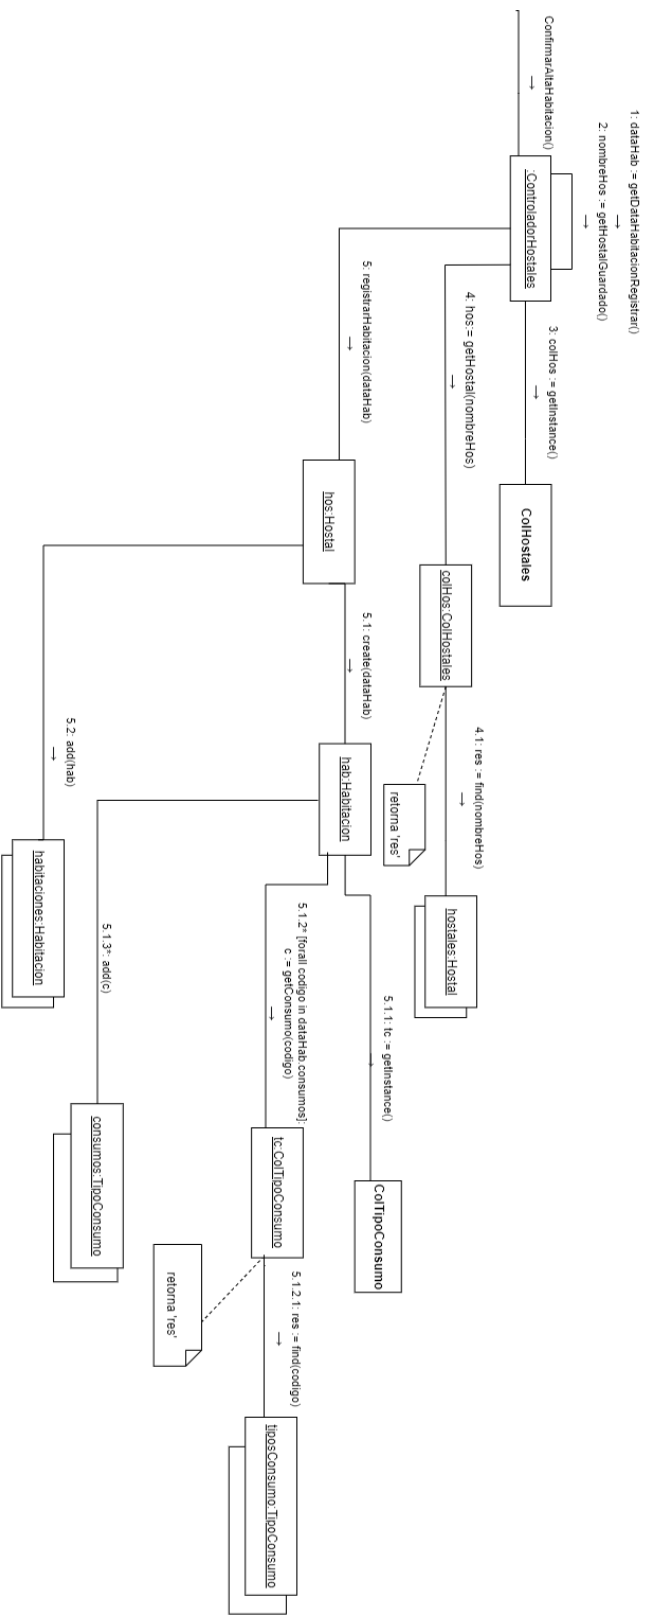 1: dataHab := getDataHabitacionRegistrar()
2: nombreHos := getHostalGuardado()
ConfirmarAltaHabitacion()
:ControladorHostales
3: colHos := getInstance()
ColHostales
4: hos:= getHostal(nombreHos)
colHos:ColHostales
4.1: res := find(nombreHos)
retorna 'res'
hostales:Hostal
5: registrarHabitacion(dataHab)
hos:Hostal
5.1: create(dataHab)
hab:Habitacion
5.1.1: tc := getInstance()
ColTipoConsumo
5.1.2* [forall codigo in dataHab.consumos]:
c := getConsumo(codigo)
tc:ColTipoConsumo
5.1.2.1: res := find(codigo)
retorna 'res'
tiposConsumo:TipoConsumo
5.1.3*: add(c)
consumos:TipoConsumo
5.2: add(hab)
habitaciones:Habitacion